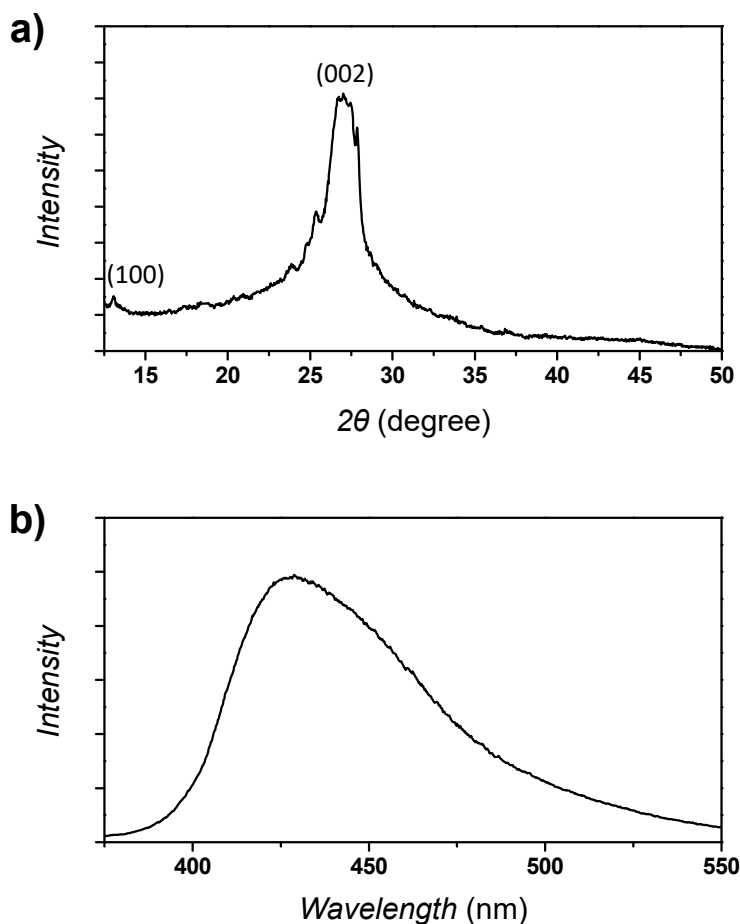 a)
(002)
(100)
Intensity
15 20 25 30 35 40 45 50
2θ (degree)
b)
Intensity
400 450 500 550
Wavelength (nm)